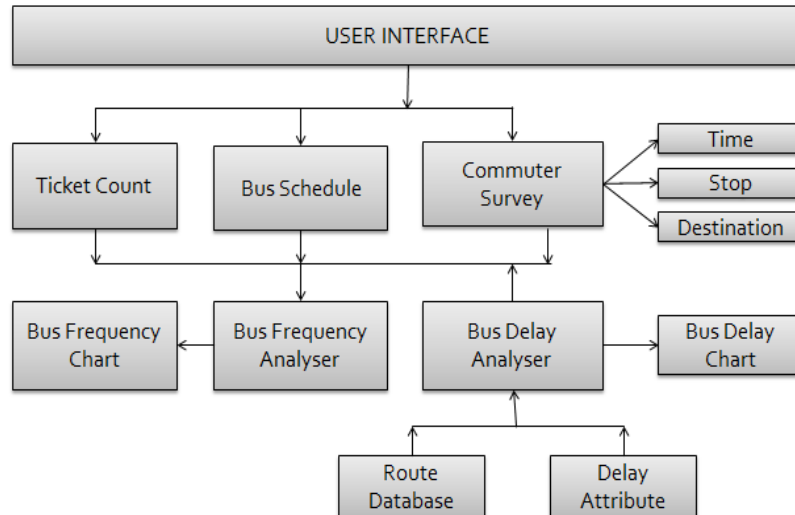 USER INTERFACE
Ticket Count
Bus Schedule
Commuter
Survey
Time
Stop
Destination
Bus Frequency
Chart
Bus Frequency
Analyser
Bus Delay
Analyser
Bus Delay
Chart
Route
Database
Delay
Attribute